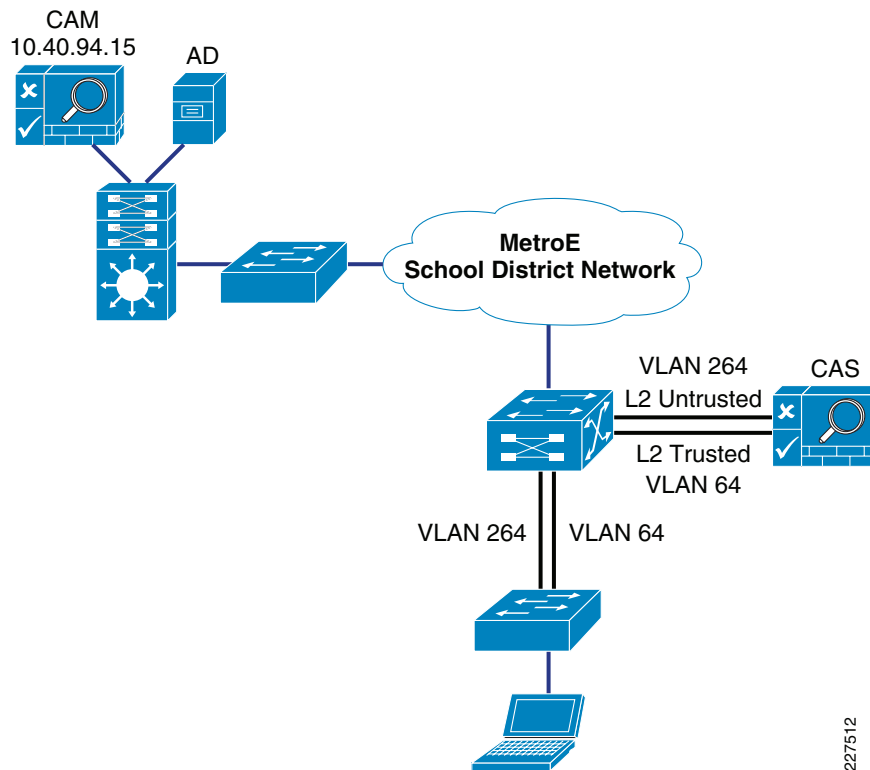 CAM
10.40.94.15
AD
MetroE
School District Network
VLAN 264
CAS
L2 Untrusted
L2 Trusted
VLAN 64
VLAN 264
VLAN 64
227512